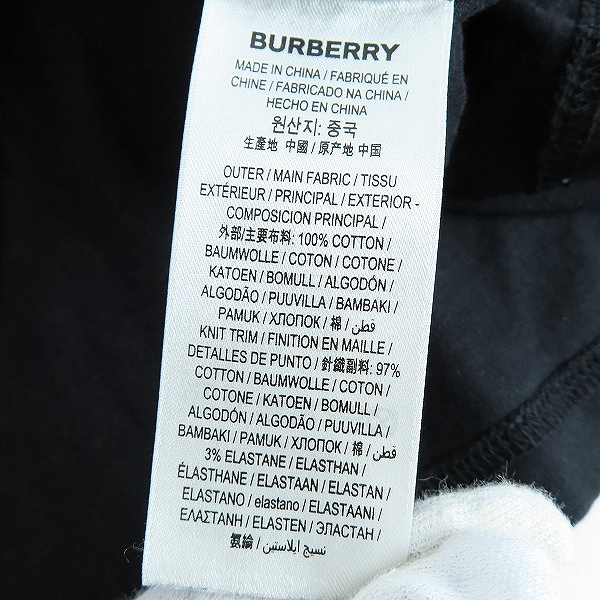 BURBERRY
MADE IN CHINA / FABRIQUÉ EN
CHINE / FABRICADO NA CHINA /
HECHO EN CHINA
원산지: 중국
生產地 中國 / 原产地 中国
OUTER / MAIN FABRIC / TISSU
EXTÉRIEUR / PRINCIPAL / EXTERIOR -
COMPOSICION PRINCIPAL /
外部/主要布料: 100% COTTON /
BAUMWOLLE / COTON / COTONE /
KATOEN / BOMULL / ALGODÓN /
ALGODÃO / PUUVILLA / BAMBAKI /
PAMUK / ХЛОПОК / 棉 / قطن /
KNIT TRIM / FINITION EN MAILLE /
DETALLES DE PUNTO / 針織副料: 97%
COTTON / BAUMWOLLE / COTON /
COTONE / KATOEN / BOMULL /
ALGODÓN / ALGODÃO / PUUVILLA /
BAMBAKI / PAMUK / ХЛОПОК / 棉 / قطن /
3% ELASTANE / ELASTHAN /
ÉLASTHANE / ELASTAAN / ELASTAN /
ELASTANO / elastano / ELASTAANI /
ΕΛΑΣΤΑΝΗ / ELASTEN / ЭЛАСТАН /
氨綸 / نسيج إيلاستين